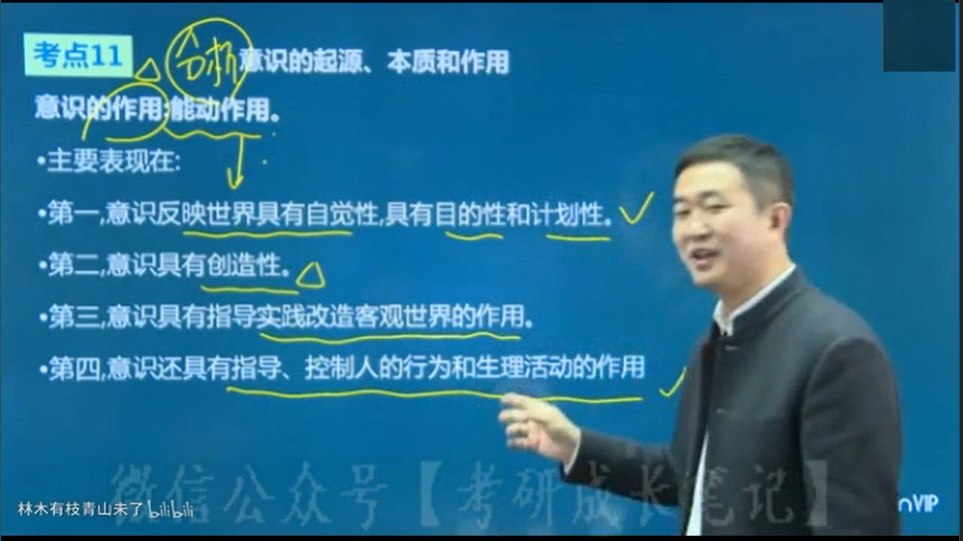 考点11 分析 意识的起源、本质和作用
意识的作用:能动作用。
•主要表现在:
•第一,意识反映世界具有自觉性,具有目的性和计划性。
•第二,意识具有创造性。
•第三,意识具有指导实践改造客观世界的作用。
•第四,意识还具有指导、控制人的行为和生理活动的作用
微信公众号【考研成长笔记】
林木有枝青山未了 bilibili
VIP